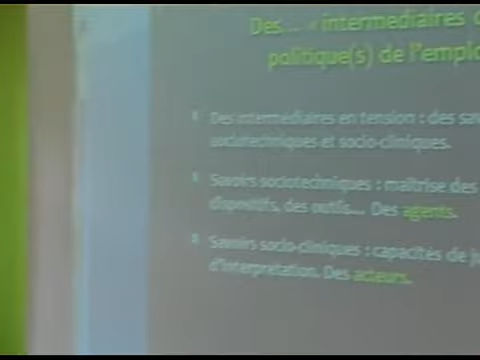 Des... « intermédiaires
politique(s) de l'emplo
Des intermédiaires en tension : des sav
sociotechniques et socio-cliniques.
Savoirs sociotechniques : maîtrise des
dispositifs, des outils... Des agents.
Savoirs socio-cliniques : capacités de ju
d'interprétation. Des acteurs.